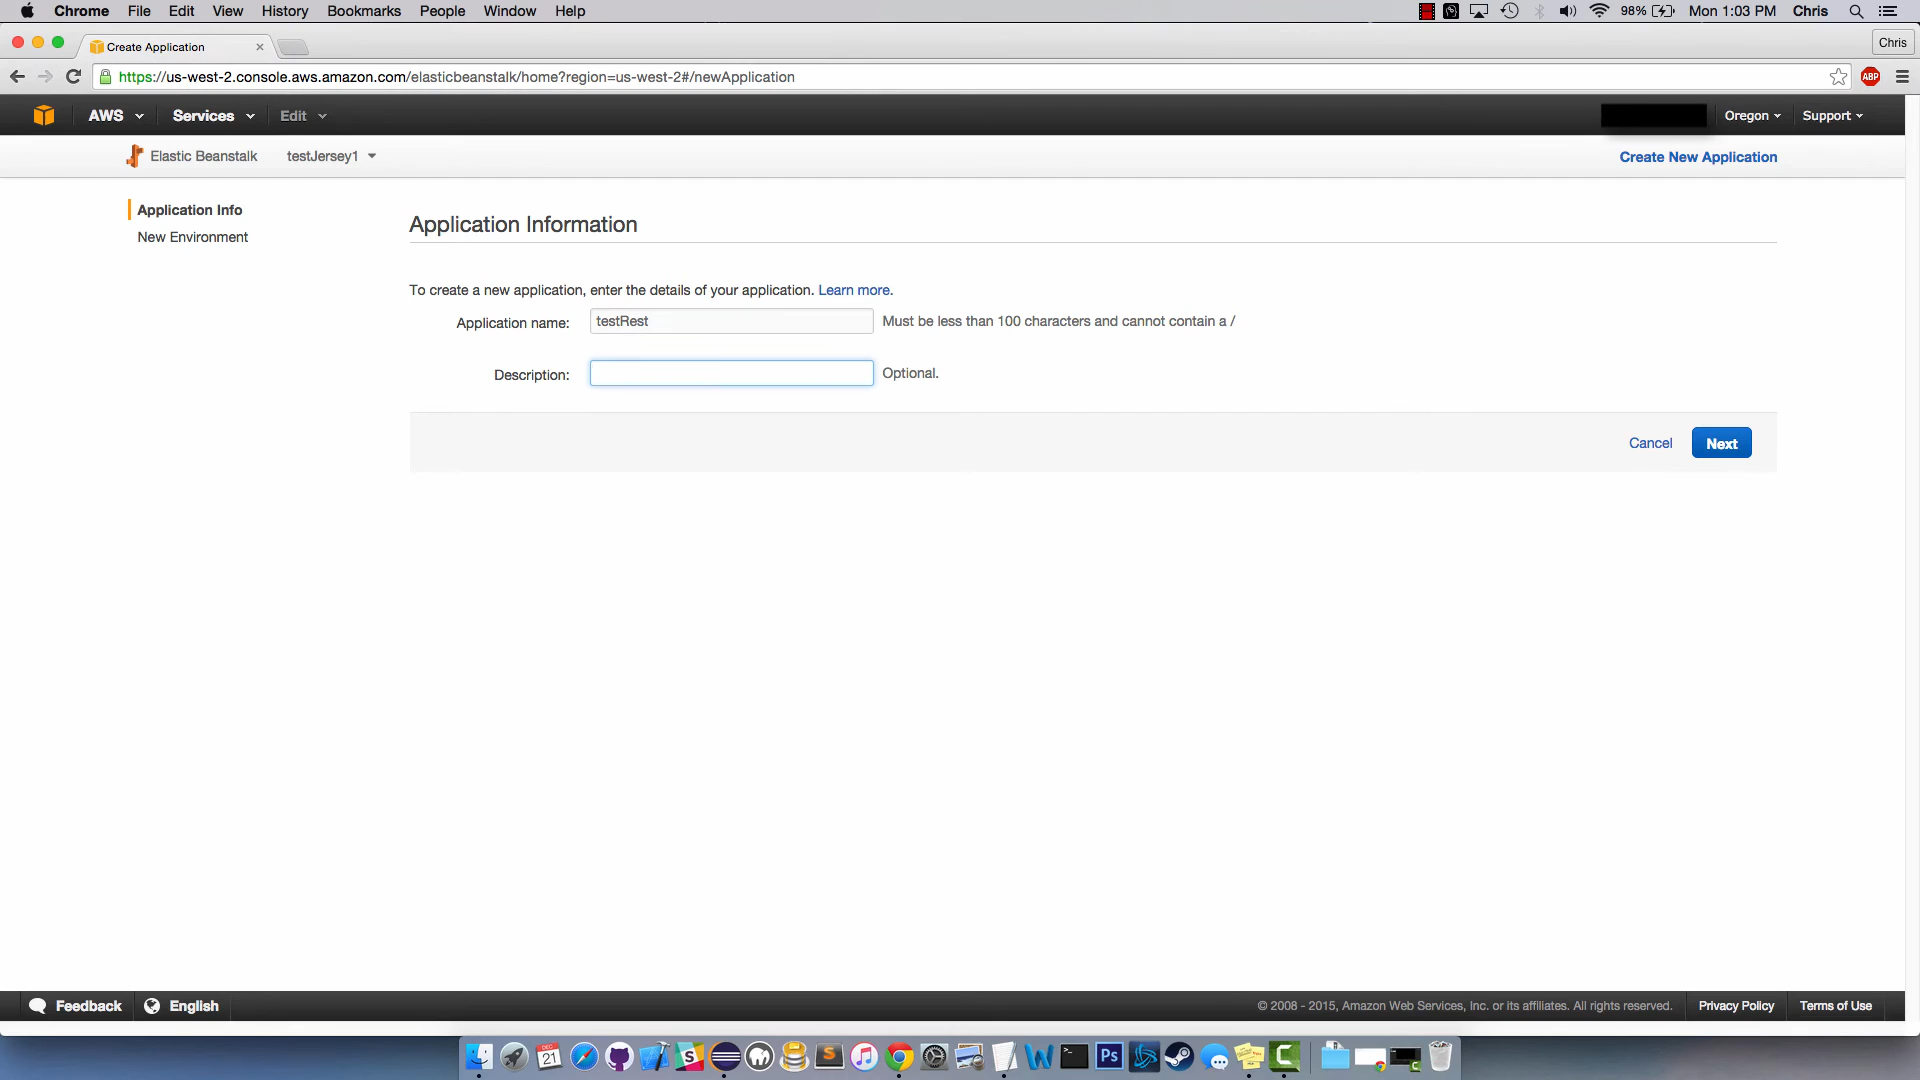 Chrome File Edit View History Bookmarks People Window Help 98% Mon 1:03 PM Chris
Create Application Chris
https://us-west-2.console.aws.amazon.com/elasticbeanstalk/home?region=us-west-2#/newApplication ABP
AWS Services Edit Oregon Support
Elastic Beanstalk testJersey1 Create New Application
Application Info
New Environment
Application Information
To create a new application, enter the details of your application. Learn more.
Application name: testRest Must be less than 100 characters and cannot contain a /
Description: Optional.
Cancel Next
Feedback English © 2008 - 2015, Amazon Web Services, Inc. or its affiliates. All rights reserved. Privacy Policy Terms of Use
DEC
21
Ps